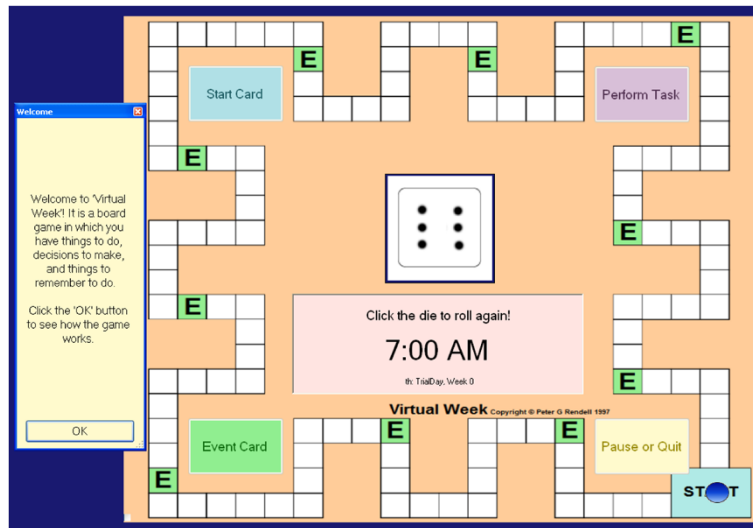 E
E
E
Start Card
Perform Task
Welcome
E
Welcome to 'Virtual
Week'! It is a board
game in which you
have things to do,
decisions to make,
and things to
remember to do.
Click the 'OK' button
to see how the game
works.
OK
E
E
Click the die to roll again!
7:00 AM
th: TrialDay, Week 0
E
Virtual Week Copyright © Peter G Rendell 1997
E
E
Event Card
Pause or Quit
E
ST T